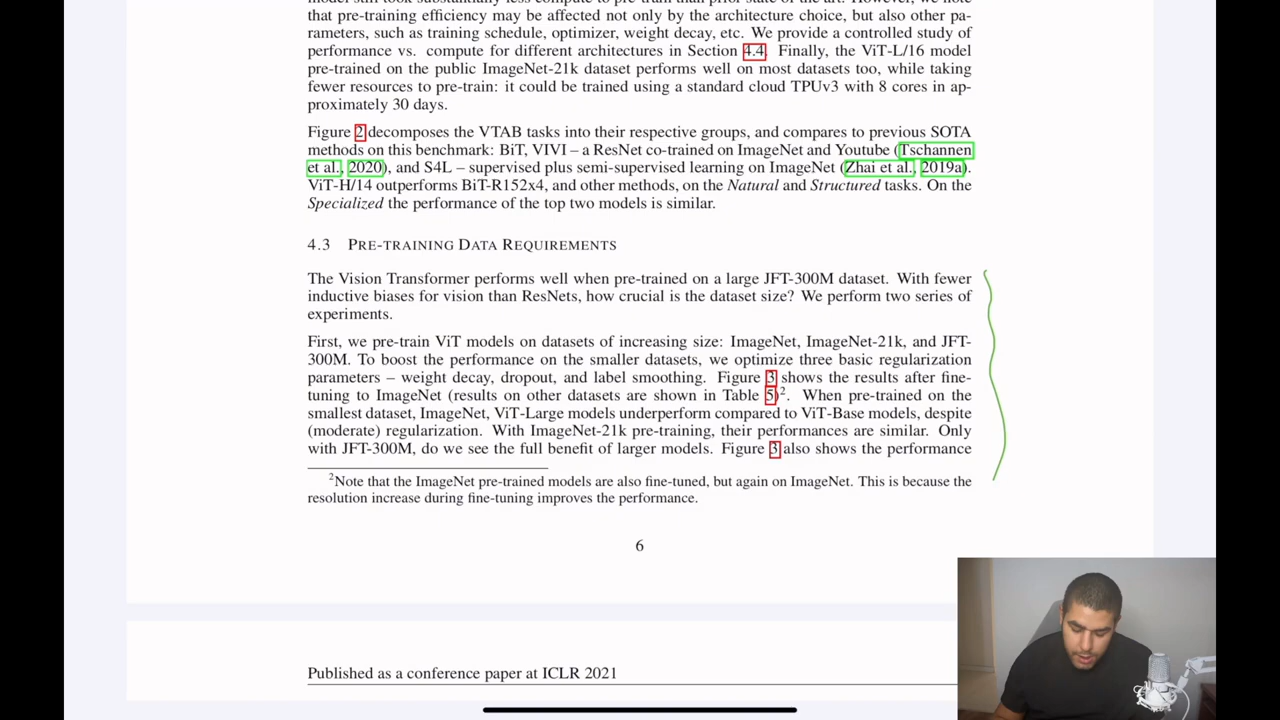 note that pre-training efficiency may be affected not only by the architecture choice, but also other pa-
rameters, such as training schedule, optimizer, weight decay, etc. We provide a controlled study of
performance vs. compute for different architectures in Section 4.4. Finally, the ViT-L/16 model
pre-trained on the public ImageNet-21k dataset performs well on most datasets too, while taking
fewer resources to pre-train: it could be trained using a standard cloud TPUv3 with 8 cores in ap-
proximately 30 days.
Figure 2 decomposes the VTAB tasks into their respective groups, and compares to previous SOTA
methods on this benchmark: BiT, VIVI – a ResNet co-trained on ImageNet and Youtube (Tschannen
et al., 2020), and S4L – supervised plus semi-supervised learning on ImageNet (Zhai et al., 2019a).
ViT-H/14 outperforms BiT-R152x4, and other methods, on the Natural and Structured tasks. On the
Specialized the performance of the top two models is similar.
4.3 PRE-TRAINING DATA REQUIREMENTS
The Vision Transformer performs well when pre-trained on a large JFT-300M dataset. With fewer
inductive biases for vision than ResNets, how crucial is the dataset size? We perform two series of
experiments.
First, we pre-train ViT models on datasets of increasing size: ImageNet, ImageNet-21k, and JFT-
300M. To boost the performance on the smaller datasets, we optimize three basic regularization
parameters – weight decay, dropout, and label smoothing. Figure 3 shows the results after fine-
tuning to ImageNet (results on other datasets are shown in Table 5)2. When pre-trained on the
smallest dataset, ImageNet, ViT-Large models underperform compared to ViT-Base models, despite
(moderate) regularization. With ImageNet-21k pre-training, their performances are similar. Only
with JFT-300M, do we see the full benefit of larger models. Figure 3 also shows the performance
2Note that the ImageNet pre-trained models are also fine-tuned, but again on ImageNet. This is because the
resolution increase during fine-tuning improves the performance.
6
Published as a conference paper at ICLR 2021